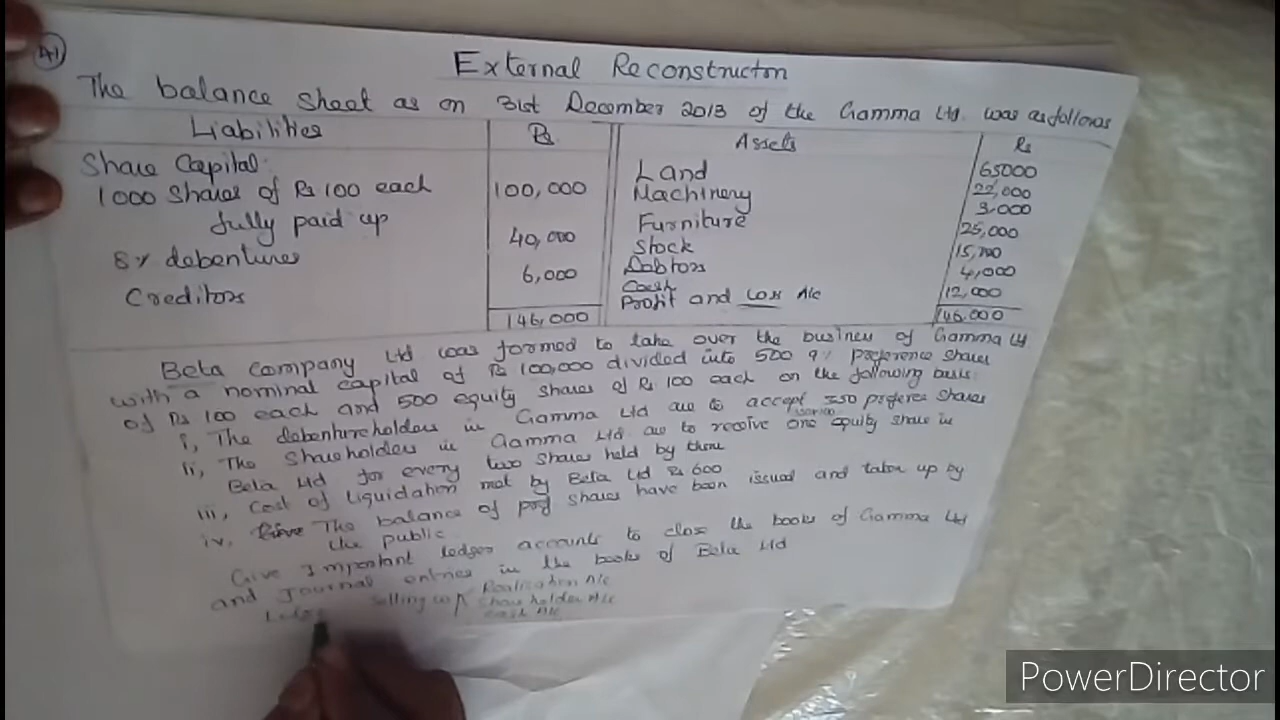 41
External Reconstructon
The balance sheet as on 31st December 2013 of the Gamma Ltd. was as follows
Liabilities Rs Assets Rs
Share Capital: Land 65000
1000 shares of Rs 100 each 100,000 Machinery 22,000
fully paid up Furniture 3,000
8% debentures 40,000 Stock 25,000
Creditors 6,000 Debtors
Cash 4,000
Profit and Loss A/c 12,000
146,000 146,000
Beta Company Ltd was formed to take over the business of Gamma Ltd
with a nominal capital of Rs 100,000 divided into 500 9% preference shares
of Rs 100 each and 500 equity shares of Rs 100 each on the following basis:
i, The debentureholders in Gamma Ltd are to accept 350 shares
ii, The shareholders in Gamma Ltd are to receive one equity share in
Beta Ltd for every two shares held by them
iii, Cost of liquidation met by Beta Ltd Rs 600
iv, The balance of pref shares have been issued and taken up by
the public
Give Important ledger accounts to close the books of Gamma Ltd
and Journal entries in the books of Beta Ltd
Selling co Realisation A/c
Share holder A/c
Cash A/c
PowerDirector